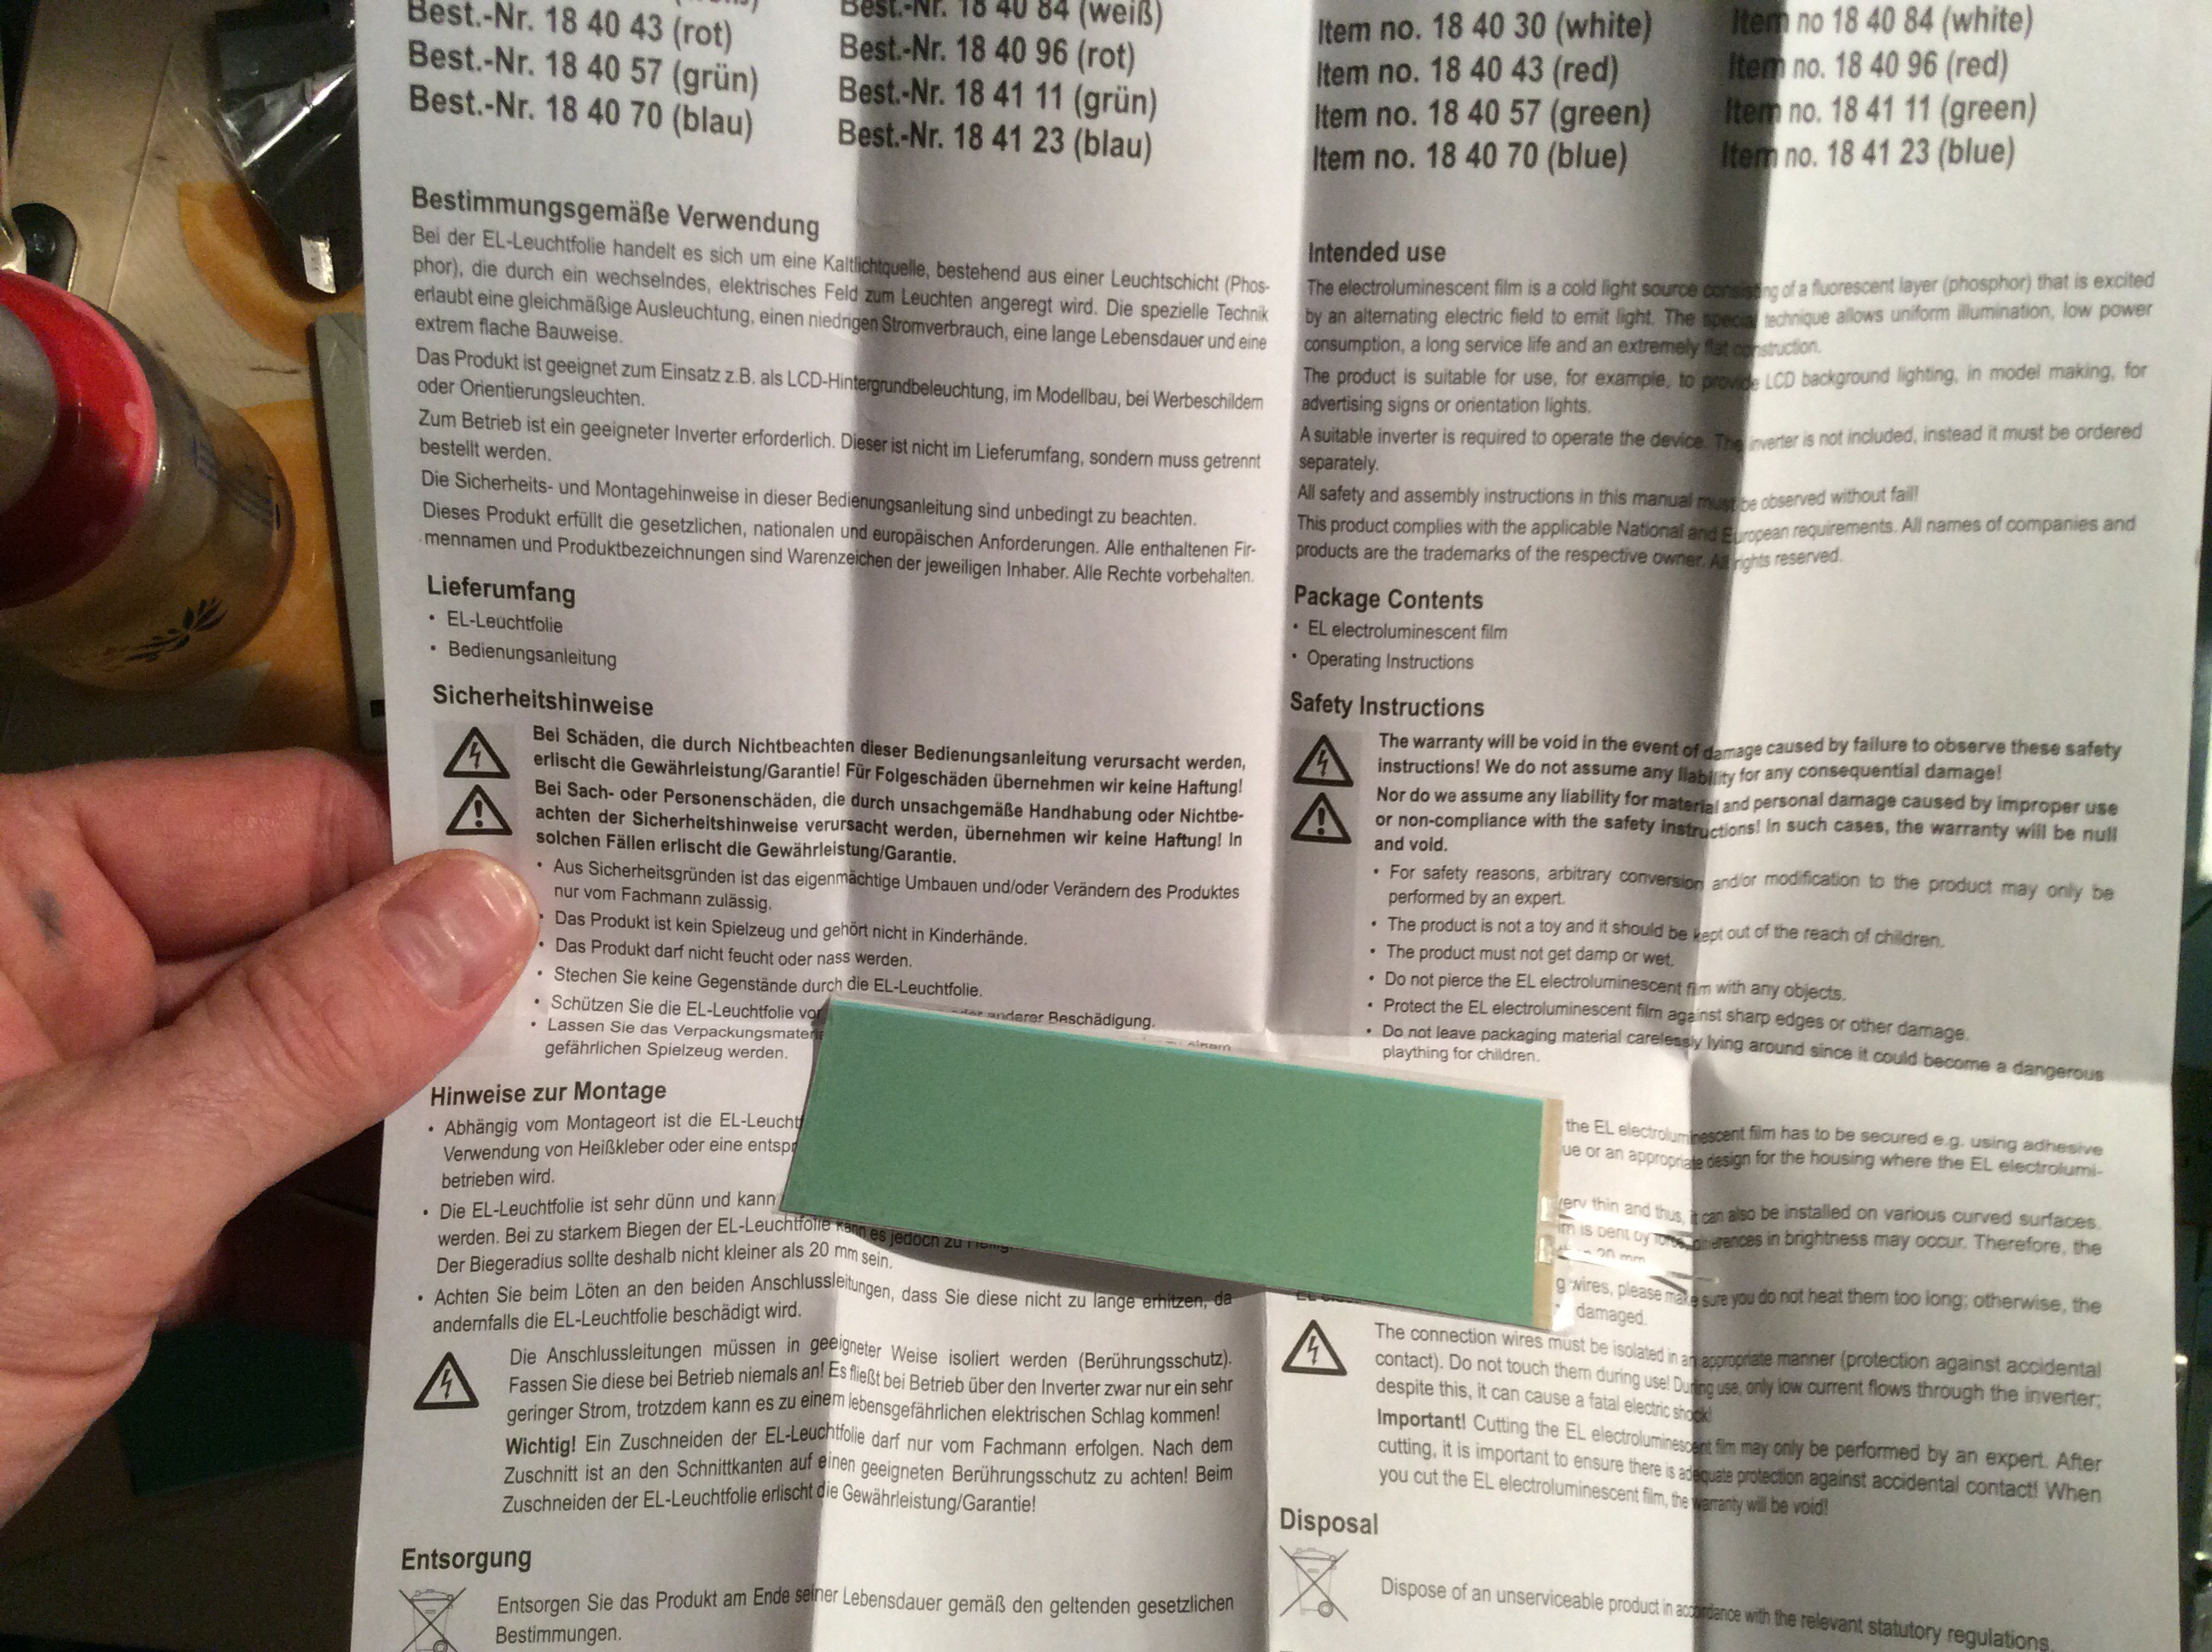 Best.-Nr. 18 40 43 (rot)
Best.-Nr. 18 40 57 (grün)
Best.-Nr. 18 40 70 (blau)
Best.-Nr. 18 40 84 (weiß)
Best.-Nr. 18 40 96 (rot)
Best.-Nr. 18 41 11 (grün)
Best.-Nr. 18 41 23 (blau)
Bestimmungsgemäße Verwendung
Bei der EL-Leuchtfolie handelt es sich um eine Kaltlichtquelle, bestehend aus einer Leuchtschicht (Phos-
phor), die durch ein wechselndes, elektrisches Feld zum Leuchten angeregt wird. Die spezielle Technik
erlaubt eine gleichmäßige Ausleuchtung, einen niedrigen Stromverbrauch, eine lange Lebensdauer und eine
extrem flache Bauweise.
Das Produkt ist geeignet zum Einsatz z.B. als LCD-Hintergrundbeleuchtung, im Modellbau, bei Werbeschildern
oder Orientierungsleuchten.
Zum Betrieb ist ein geeigneter Inverter erforderlich. Dieser ist nicht im Lieferumfang, sondern muss getrennt
bestellt werden.
Die Sicherheits- und Montagehinweise in dieser Bedienungsanleitung sind unbedingt zu beachten.
Dieses Produkt erfüllt die gesetzlichen, nationalen und europäischen Anforderungen. Alle enthaltenen Fir-
mennamen und Produktbezeichnungen sind Warenzeichen der jeweiligen Inhaber. Alle Rechte vorbehalten.
Lieferumfang
• EL-Leuchtfolie
• Bedienungsanleitung
Sicherheitshinweise
Bei Schäden, die durch Nichtbeachten dieser Bedienungsanleitung verursacht werden,
erlischt die Gewährleistung/Garantie! Für Folgeschäden übernehmen wir keine Haftung!
Bei Sach- oder Personenschäden, die durch unsachgemäße Handhabung oder Nichtbe-
achten der Sicherheitshinweise verursacht werden, übernehmen wir keine Haftung! In
solchen Fällen erlischt die Gewährleistung/Garantie.
• Aus Sicherheitsgründen ist das eigenmächtige Umbauen und/oder Verändern des Produktes
nur vom Fachmann zulässig.
• Das Produkt ist kein Spielzeug und gehört nicht in Kinderhände.
• Das Produkt darf nicht feucht oder nass werden.
• Stechen Sie keine Gegenstände durch die EL-Leuchtfolie.
• Schützen Sie die EL-Leuchtfolie vor oder anderer Beschädigung.
• Lassen Sie das Verpackungsmateri
gefährlichen Spielzeug werden.
Hinweise zur Montage
• Abhängig vom Montageort ist die EL-Leucht
Verwendung von Heißkleber oder eine entspr
betrieben wird.
• Die EL-Leuchtfolie ist sehr dünn und kann
werden. Bei zu starkem Biegen der EL-Leuchtfolie kann es jedoch zu
Der Biegeradius sollte deshalb nicht kleiner als 20 mm sein.
• Achten Sie beim Löten an den beiden Anschlussleitungen, dass Sie diese nicht zu lange erhitzen, da
andernfalls die EL-Leuchtfolie beschädigt wird.
Die Anschlussleitungen müssen in geeigneter Weise isoliert werden (Berührungsschutz).
Fassen Sie diese bei Betrieb niemals an! Es fließt bei Betrieb über den Inverter zwar nur ein sehr
geringer Strom, trotzdem kann es zu einem lebensgefährlichen elektrischen Schlag kommen!
Wichtig! Ein Zuschneiden der EL-Leuchtfolie darf nur vom Fachmann erfolgen. Nach dem
Zuschnitt ist an den Schnittkanten auf einen geeigneten Berührungsschutz zu achten! Beim
Zuschneiden der EL-Leuchtfolie erlischt die Gewährleistung/Garantie!
Entsorgung
Entsorgen Sie das Produkt am Ende seiner Lebensdauer gemäß den geltenden gesetzlichen
Bestimmungen.
Item no. 18 40 30 (white)
Item no. 18 40 43 (red)
Item no. 18 40 57 (green)
Item no. 18 40 70 (blue)
Item no 18 40 84 (white)
Item no. 18 40 96 (red)
Item no. 18 41 11 (green)
Item no. 18 41 23 (blue)
Intended use
The electroluminescent film is a cold light source consisting of a fluorescent layer (phosphor) that is excited
by an alternating electric field to emit light. The special technique allows uniform illumination, low power
consumption, a long service life and an extremely flat construction.
The product is suitable for use, for example, to provide LCD background lighting, in model making, for
advertising signs or orientation lights.
A suitable inverter is required to operate the device. The inverter is not included, instead it must be ordered
separately.
All safety and assembly instructions in this manual must be observed without fail!
This product complies with the applicable National and European requirements. All names of companies and
products are the trademarks of the respective owner. All rights reserved.
Package Contents
• EL electroluminescent film
• Operating Instructions
Safety Instructions
The warranty will be void in the event of damage caused by failure to observe these safety
instructions! We do not assume any liability for any consequential damage!
Nor do we assume any liability for material and personal damage caused by improper use
or non-compliance with the safety instructions! In such cases, the warranty will be null
and void.
• For safety reasons, arbitrary conversion and/or modification to the product may only be
performed by an expert.
• The product is not a toy and it should be kept out of the reach of children.
• The product must not get damp or wet.
• Do not pierce the EL electroluminescent film with any objects.
• Protect the EL electroluminescent film against sharp edges or other damage.
• Do not leave packaging material carelessly lying around since it could become a dangerous
plaything for children.
the EL electroluminescent film has to be secured e.g. using adhesive
ue or an appropriate design for the housing where the EL electrolumi-
very thin and thus, it can also be installed on various curved surfaces.
is bent by force, differences in brightness may occur. Therefore, the
20 mm
g wires, please make sure you do not heat them too long; otherwise, the
damaged.
The connection wires must be isolated in an appropriate manner (protection against accidental
contact). Do not touch them during use! During use, only low current flows through the inverter;
despite this, it can cause a fatal electric shock!
Important! Cutting the EL electroluminescent film may only be performed by an expert. After
cutting, it is important to ensure there is adequate protection against accidental contact! When
you cut the EL electroluminescent film, the warranty will be void!
Disposal
Dispose of an unserviceable product in accordance with the relevant statutory regulations.